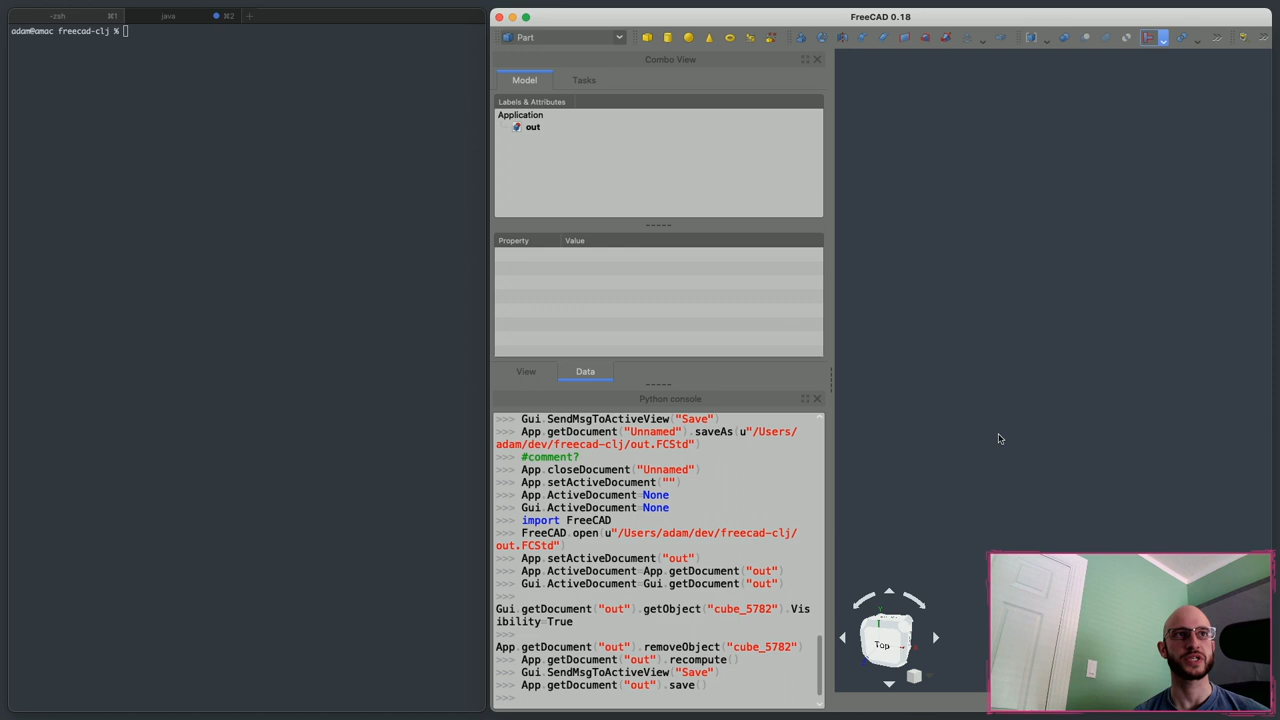 -zsh ⌘1 java ⌘2 +
adam@amac freecad-clj %
FreeCAD 0.18
Part
Combo View
Model Tasks
Labels & Attributes
Application
out
Property Value
View Data
Python console
>>> Gui.SendMsgToActiveView("Save")
>>> App.getDocument("Unnamed").saveAs(u"/Users/
adam/dev/freecad-clj/out.FCStd")
>>> #comment?
>>> App.closeDocument("Unnamed")
>>> App.setActiveDocument("")
>>> App.ActiveDocument=None
>>> Gui.ActiveDocument=None
>>> import FreeCAD
>>> FreeCAD.open(u"/Users/adam/dev/freecad-clj/
out.FCStd")
>>> App.setActiveDocument("out")
>>> App.ActiveDocument=App.getDocument("out")
>>> Gui.ActiveDocument=Gui.getDocument("out")
>>>
Gui.getDocument("out").getObject("cube_5782").Vis
ibility=True
>>>
App.getDocument("out").removeObject("cube_5782")
>>> App.getDocument("out").recompute()
>>> Gui.SendMsgToActiveView("Save")
>>> App.getDocument("out").save()
>>>
Y
Top